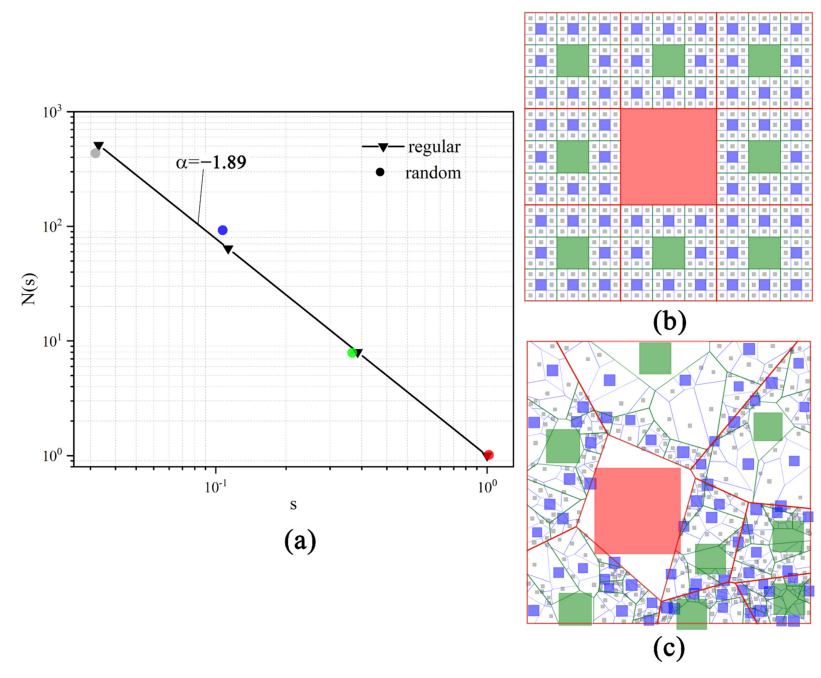 10³
regular
α=−1.89
random
10²
N(s)
10¹
10⁰
10⁻¹
10⁰
s
(a)
(b)
(c)